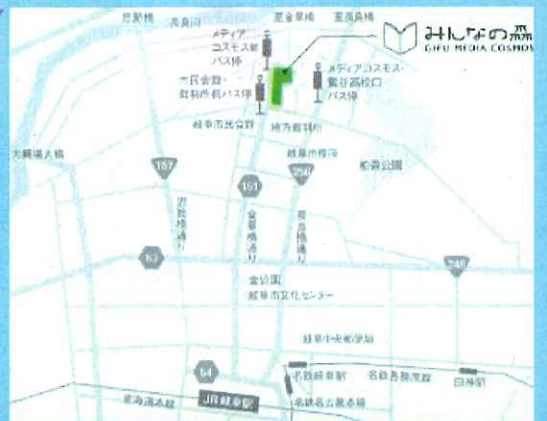 忠節橋
長良川
至金華橋
至長良橋
みんなの森
GIFU MEDIA COSMOS
メディア
コスモス前
バス停
メディアコスモス・
鶯谷高校口
バス停
市民会館・
裁判所前バス停
岐阜市民会館
地方裁判所
大縄場大橋
岐阜市役所
157
256
151
忠節橋通り
金華橋通り
長良橋通り
63
248
金公園
岐阜市文化センター
岐阜中央郵便局
54
名鉄岐阜駅
名鉄各務原線
田神駅
東海道本線
JR岐阜駅
名鉄名古屋本線